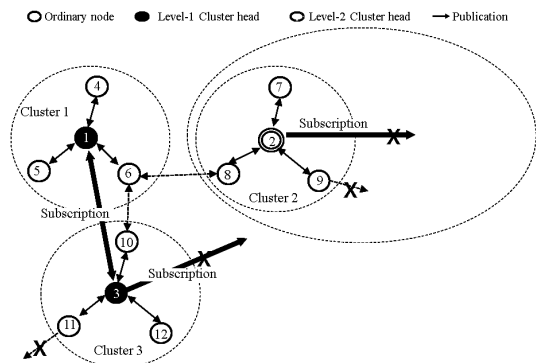 Ordinary node Level-1 Cluster head Level-2 Cluster head Publication
4
7
Cluster 1
1
2
Subscription
X
5
6
8
9
X
Cluster 2
Subscription
10
X
Subscription
3
11
12
X
Cluster 3